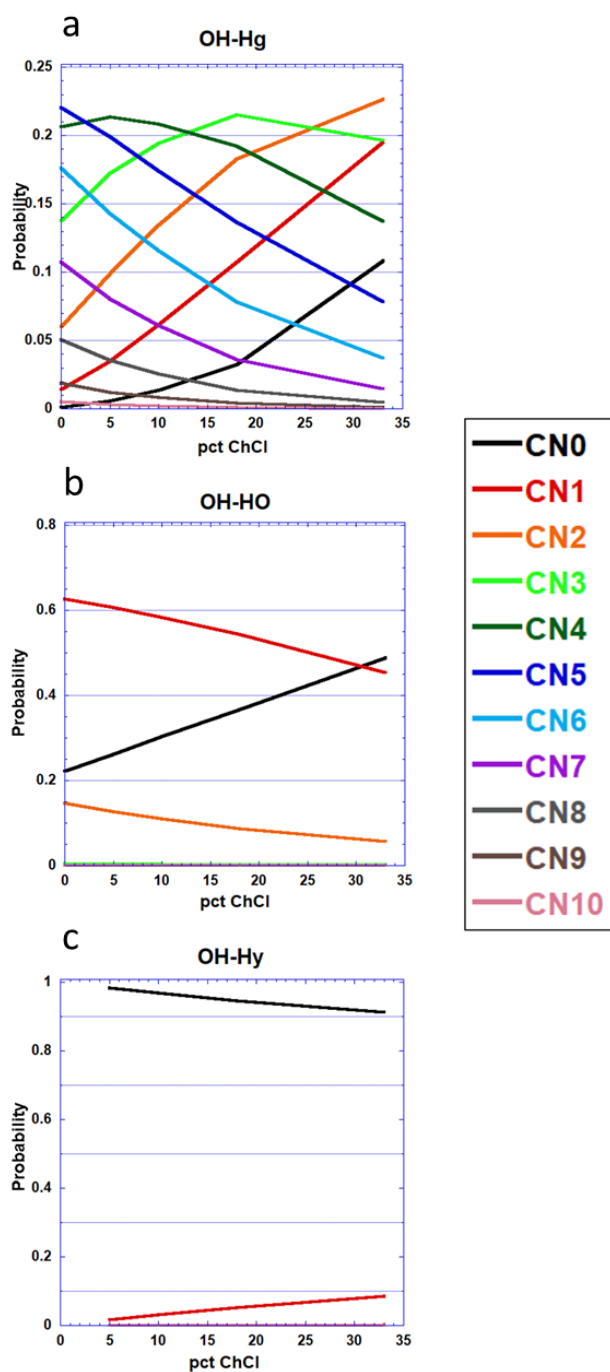 a
OH-Hg
0.25
0.2
0.15
0.1
0.05
0
Probability
0 5 10 15 20 25 30 35
pct ChCl
b
OH-HO
0.8
0.6
0.4
0.2
0
Probability
0 5 10 15 20 25 30 35
pct ChCl
c
OH-Hy
1
0.8
0.6
0.4
0.2
0
Probability
0 5 10 15 20 25 30 35
pct ChCl
CN0
CN1
CN2
CN3
CN4
CN5
CN6
CN7
CN8
CN9
CN10